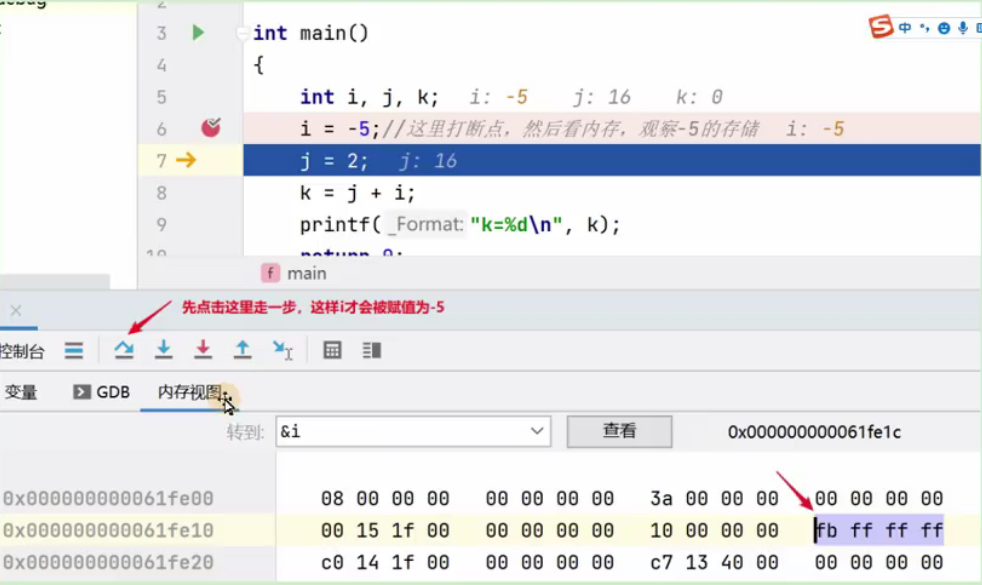 3 int main()
4 {
5 int i, j, k; i: -5 j: 16 k: 0
6 i = -5;//这里打断点，然后看内存，观察-5的存储 i: -5
7 j = 2; j: 16
8 k = j + i;
9 printf( _Format: "k=%d\n", k);
f main
先点击这里走一步，这样i才会被赋值为-5
控制台
变量 GDB 内存视图
转到: &i 查看 0x000000000061fe1c
0x000000000061fe00 08 00 00 00 00 00 00 00 3a 00 00 00 00 00 00 00
0x000000000061fe10 00 15 1f 00 00 00 00 00 10 00 00 00 fb ff ff ff
0x000000000061fe20 c0 14 1f 00 00 00 00 00 c7 13 40 00 00 00 00 00
S 中